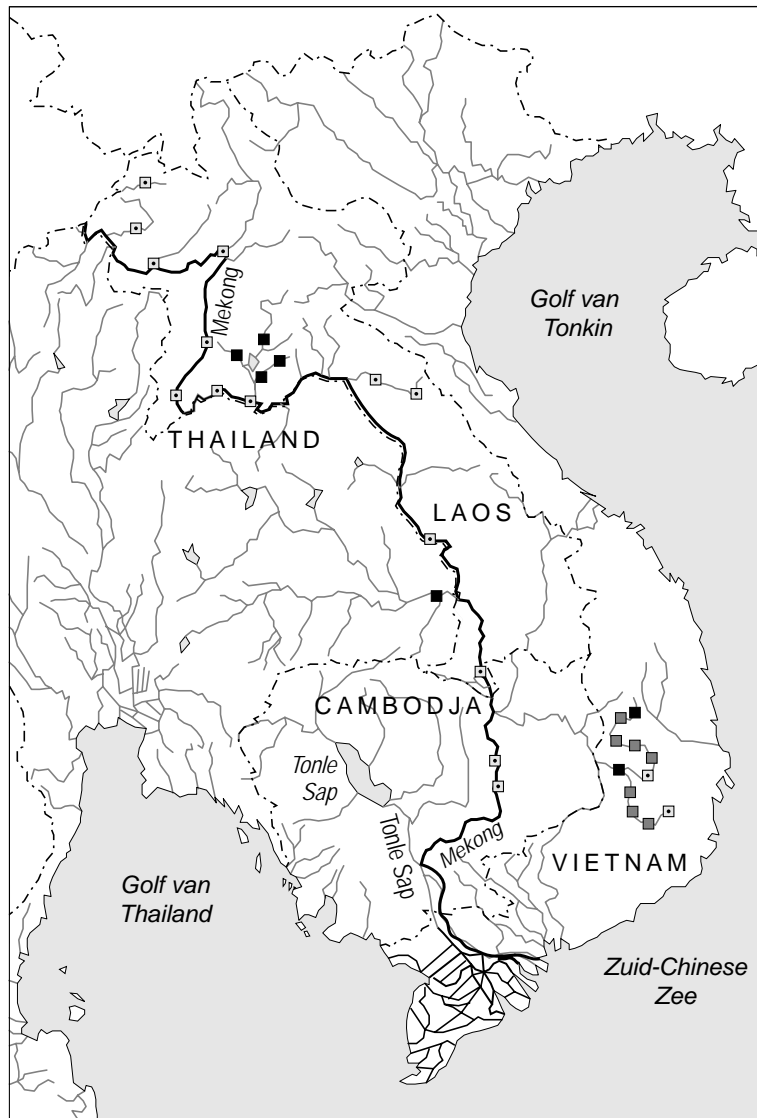 Golf van
Tonkin
Mekong
THAILAND
LAOS
CAMBODJA
Tonle
Sap
Tonle Sap
Mekong
VIETNAM
Golf van
Thailand
Zuid-Chinese
Zee